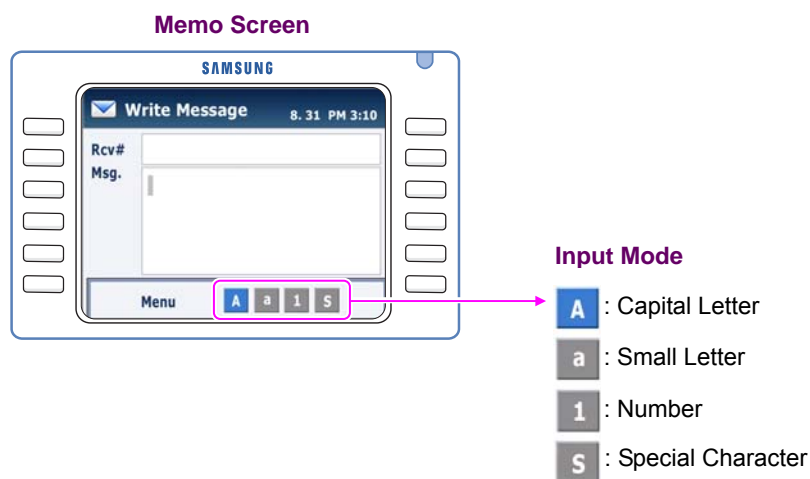 Memo Screen
SAMSUNG
Write Message 8. 31 PM 3:10
Rcv#
Msg.
Menu A a 1 S
Input Mode
A : Capital Letter
a : Small Letter
1 : Number
S : Special Character